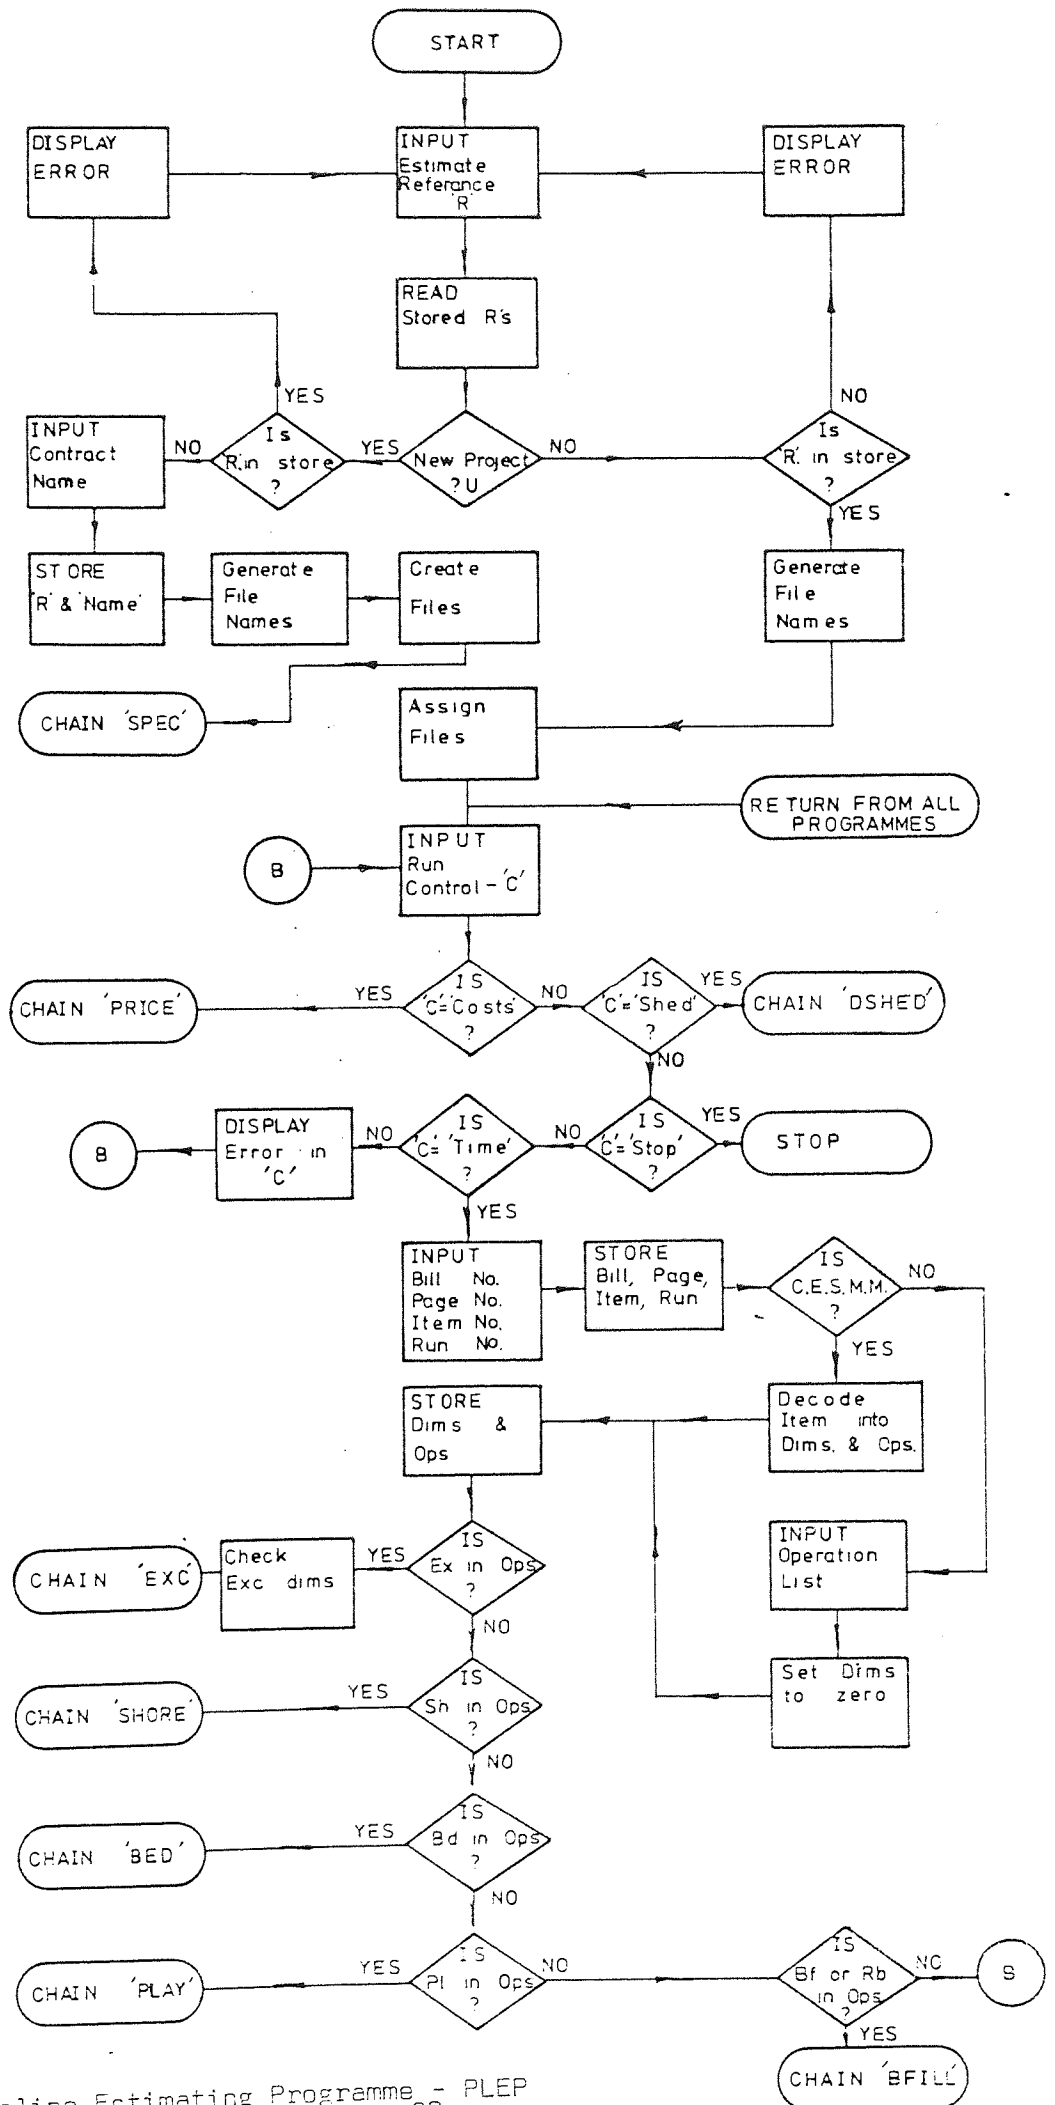 START
DISPLAY
ERROR
INPUT
Estimate
Referance
'R'
DISPLAY
ERROR
READ
Stored R's
YES
NO
INPUT
Contract
Name
NO
Is
'R' in store
?
YES
New Project
?U
NO
Is
'R' in store
?
YES
STORE
'R' & 'Name'
Generate
File
Names
Create
Files
Generate
File
Names
CHAIN 'SPEC'
Assign
Files
RETURN FROM ALL
PROGRAMMES
B
INPUT
Run
Control - 'C'
CHAIN 'PRICE'
YES
IS
'C'='Costs'
?
NO
IS
'C'='Shed'
?
YES
CHAIN 'DSHED'
NO
B
DISPLAY
Error in
'C'
NO
IS
'C'='Time'
?
NO
IS
'C'='Stop'
?
YES
STOP
YES
INPUT
Bill No.
Page No.
Item No.
Run No.
STORE
Bill, Page,
Item, Run
IS
C.E.S.M.M.
?
NO
YES
STORE
Dims &
Ops
Decode
Item into
Dims. & Ops.
CHAIN 'EXC'
Check
Exc dims
YES
IS
Ex in Ops
?
INPUT
Operation
List
NO
CHAIN 'SHORE'
YES
IS
Sh in Ops
?
Set Dims
to zero
NO
CHAIN 'BED'
YES
IS
Bd in Ops
?
NO
CHAIN 'PLAY'
YES
IS
Pl in Ops
?
NO
IS
Bf or Rb
in Ops
?
NO
S
YES
CHAIN 'BFILL'
Estimating Programme - PLEP